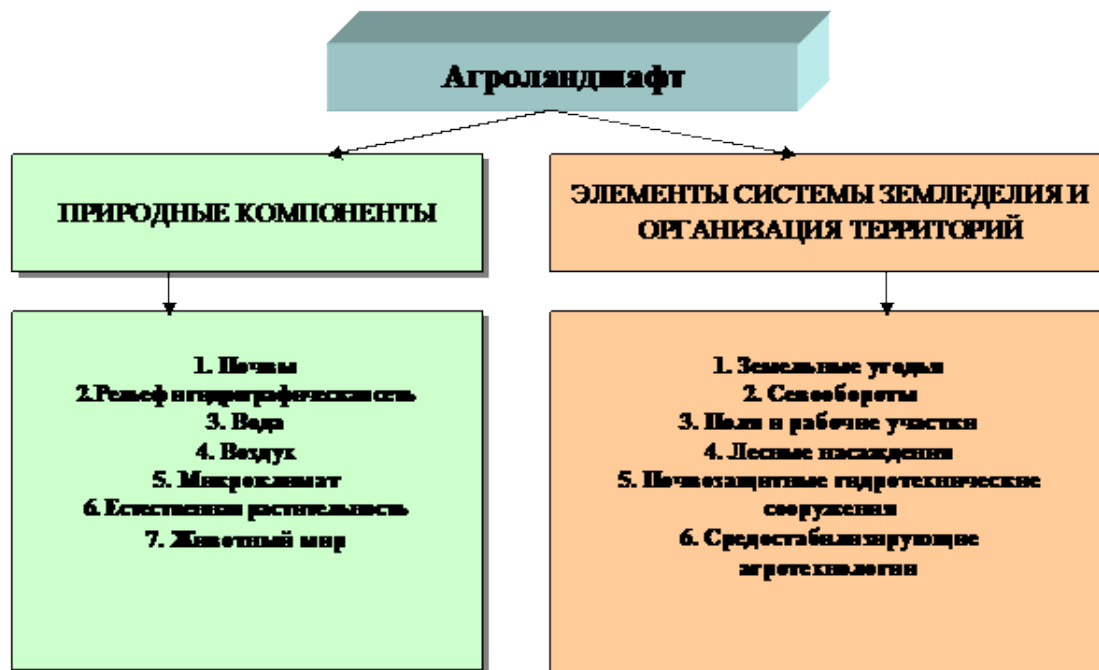 Агроландшафт
ПРИРОДНЫЕ КОМПОНЕНТЫ
ЭЛЕМЕНТЫ СИСТЕМЫ ЗЕМЛЕДЕЛИЯ И
ОРГАНИЗАЦИЯ ТЕРРИТОРИЙ
1. Почвы
2.Рельеф и гидрографическая сеть
3. Вода
4. Воздух
5. Микроклимат
6. Естественная растительность
7. Животный мир
1. Земельные угодья
2. Севообороты
3. Поля и рабочие участки
4. Лесные насаждения
5. Почвозащитные гидротехнические
сооружения
6. Средостабилизирующие
агротехнологии